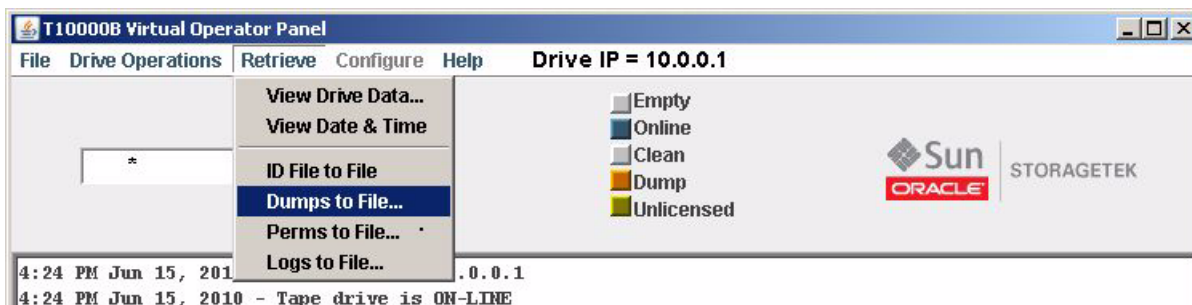 T10000B Virtual Operator Panel
File Drive Operations Retrieve Configure Help Drive IP = 10.0.0.1
View Drive Data...
View Date & Time
ID File to File
Dumps to File...
Perms to File...
Logs to File...
*
Empty
Online
Clean
Dump
Unlicensed
Sun
ORACLE
STORAGETEK
4:24 PM Jun 15, 201 .0.0.1
4:24 PM Jun 15, 2010 - Tape drive is ON-LINE